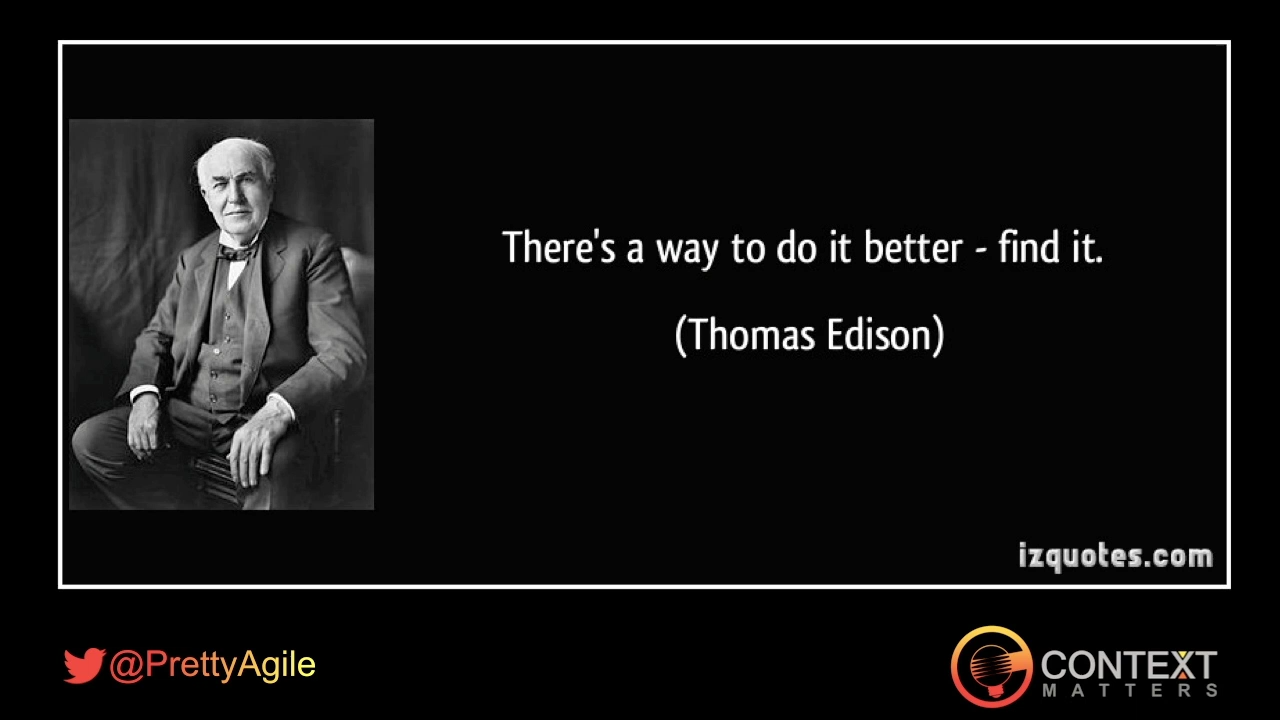 There's a way to do it better - find it.
(Thomas Edison)
izquotes.com
@PrettyAgile
CONTEXT
MATTERS